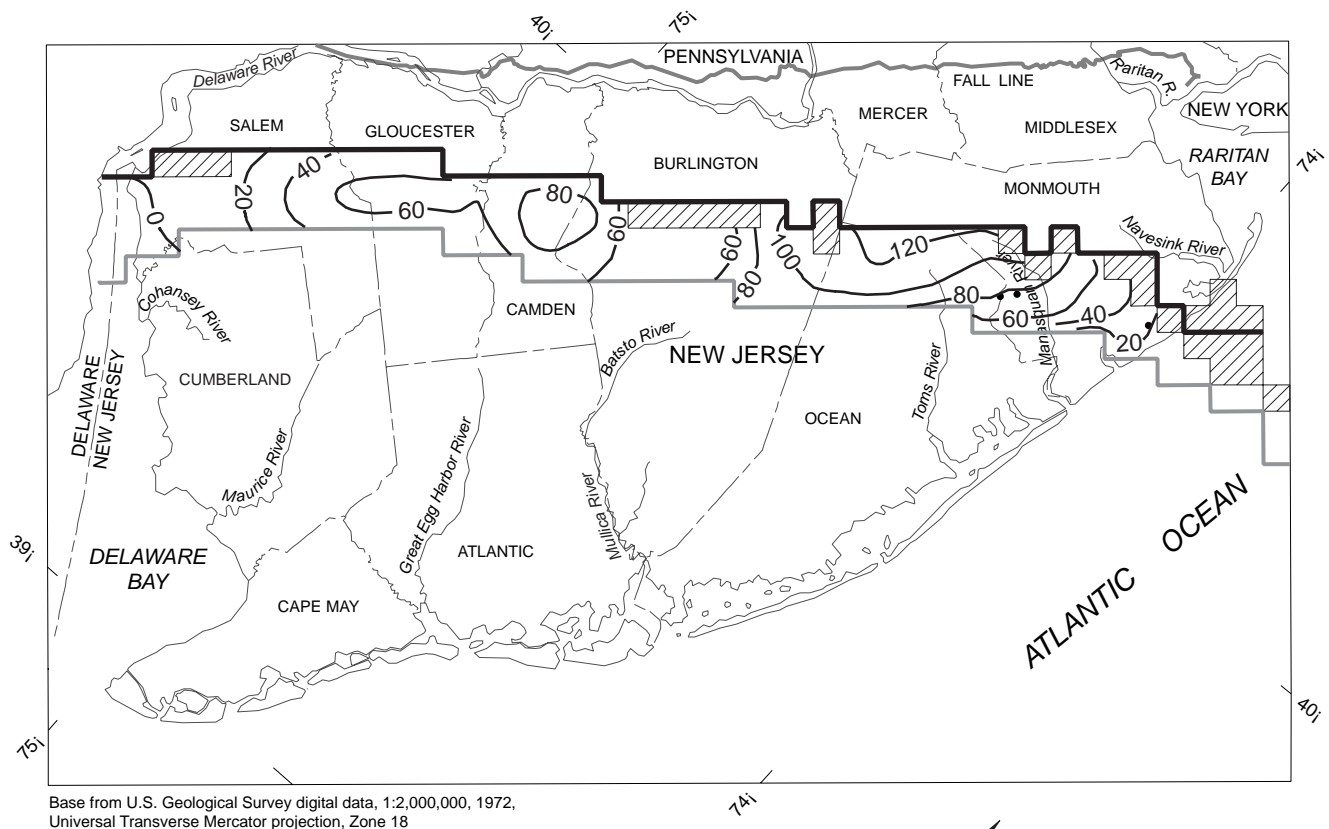 40¡
75¡
PENNSYLVANIA
Delaware River
FALL LINE
Raritan R.
NEW YORK
MERCER
SALEM
GLOUCESTER
MIDDLESEX
BURLINGTON
RARITAN
BAY
74¡
MONMOUTH
0
20
40
60
80
60
60
80
100
120
80
60
40
20
Navesink River
Manasquan River
Cohansey River
CAMDEN
Batsto River
NEW JERSEY
Toms River
DELAWARE
NEW JERSEY
CUMBERLAND
OCEAN
Maurice River
Great Egg Harbor River
Mullica River
ATLANTIC
39¡
DELAWARE
BAY
CAPE MAY
ATLANTIC OCEAN
75¡
40¡
74¡
Base from U.S. Geological Survey digital data, 1:2,000,000, 1972,
Universal Transverse Mercator projection, Zone 18